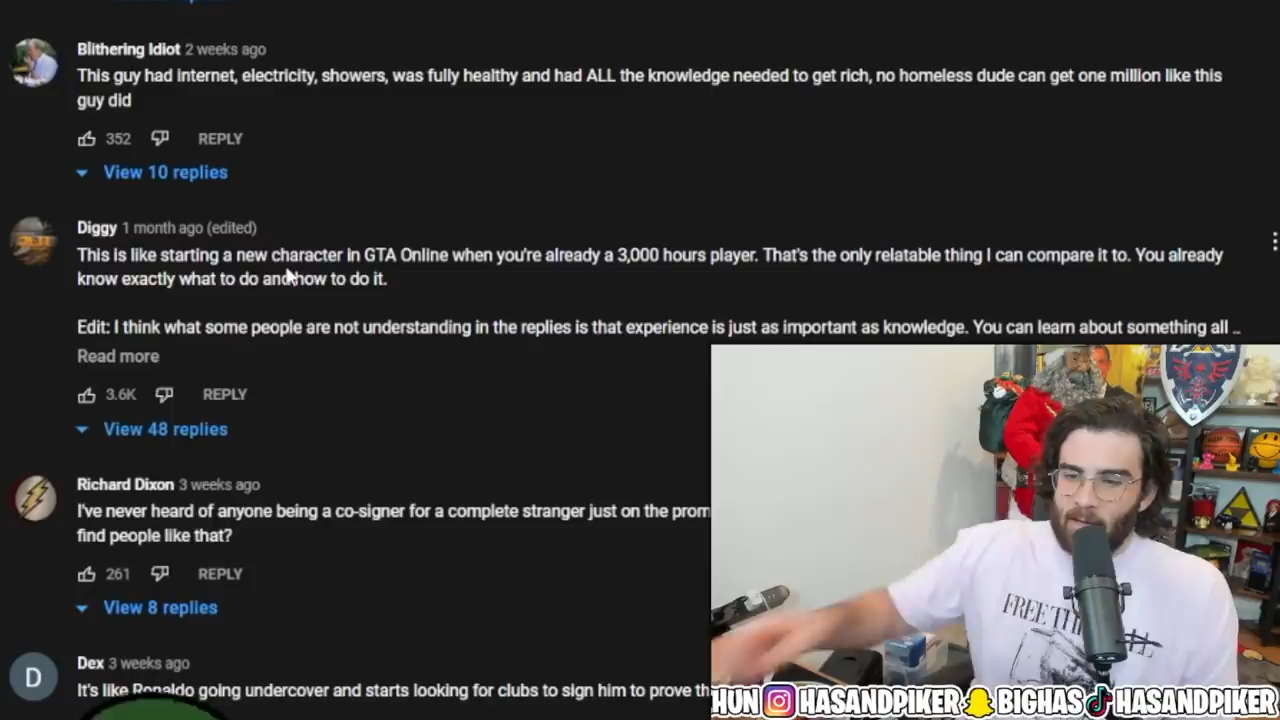 Blithering Idiot 2 weeks ago
This guy had internet, electricity, showers, was fully healthy and had ALL the knowledge needed to get rich, no homeless dude can get one million like this
guy did
352 REPLY
View 10 replies
Diggy 1 month ago (edited)
This is like starting a new character in GTA Online when you're already a 3,000 hours player. That's the only relatable thing I can compare it to. You already
know exactly what to do and how to do it.
Edit: I think what some people are not understanding in the replies is that experience is just as important as knowledge. You can learn about something all ...
Read more
3.6K REPLY
View 48 replies
Richard Dixon 3 weeks ago
I've never heard of anyone being a co-signer for a complete stranger just on the prom
find people like that?
261 REPLY
View 8 replies
D
Dex 3 weeks ago
It's like Ronaldo going undercover and starts looking for clubs to sign him to prove th
FREE TH
HUN HASANDPIKER BIGHAS HASANDPIKER